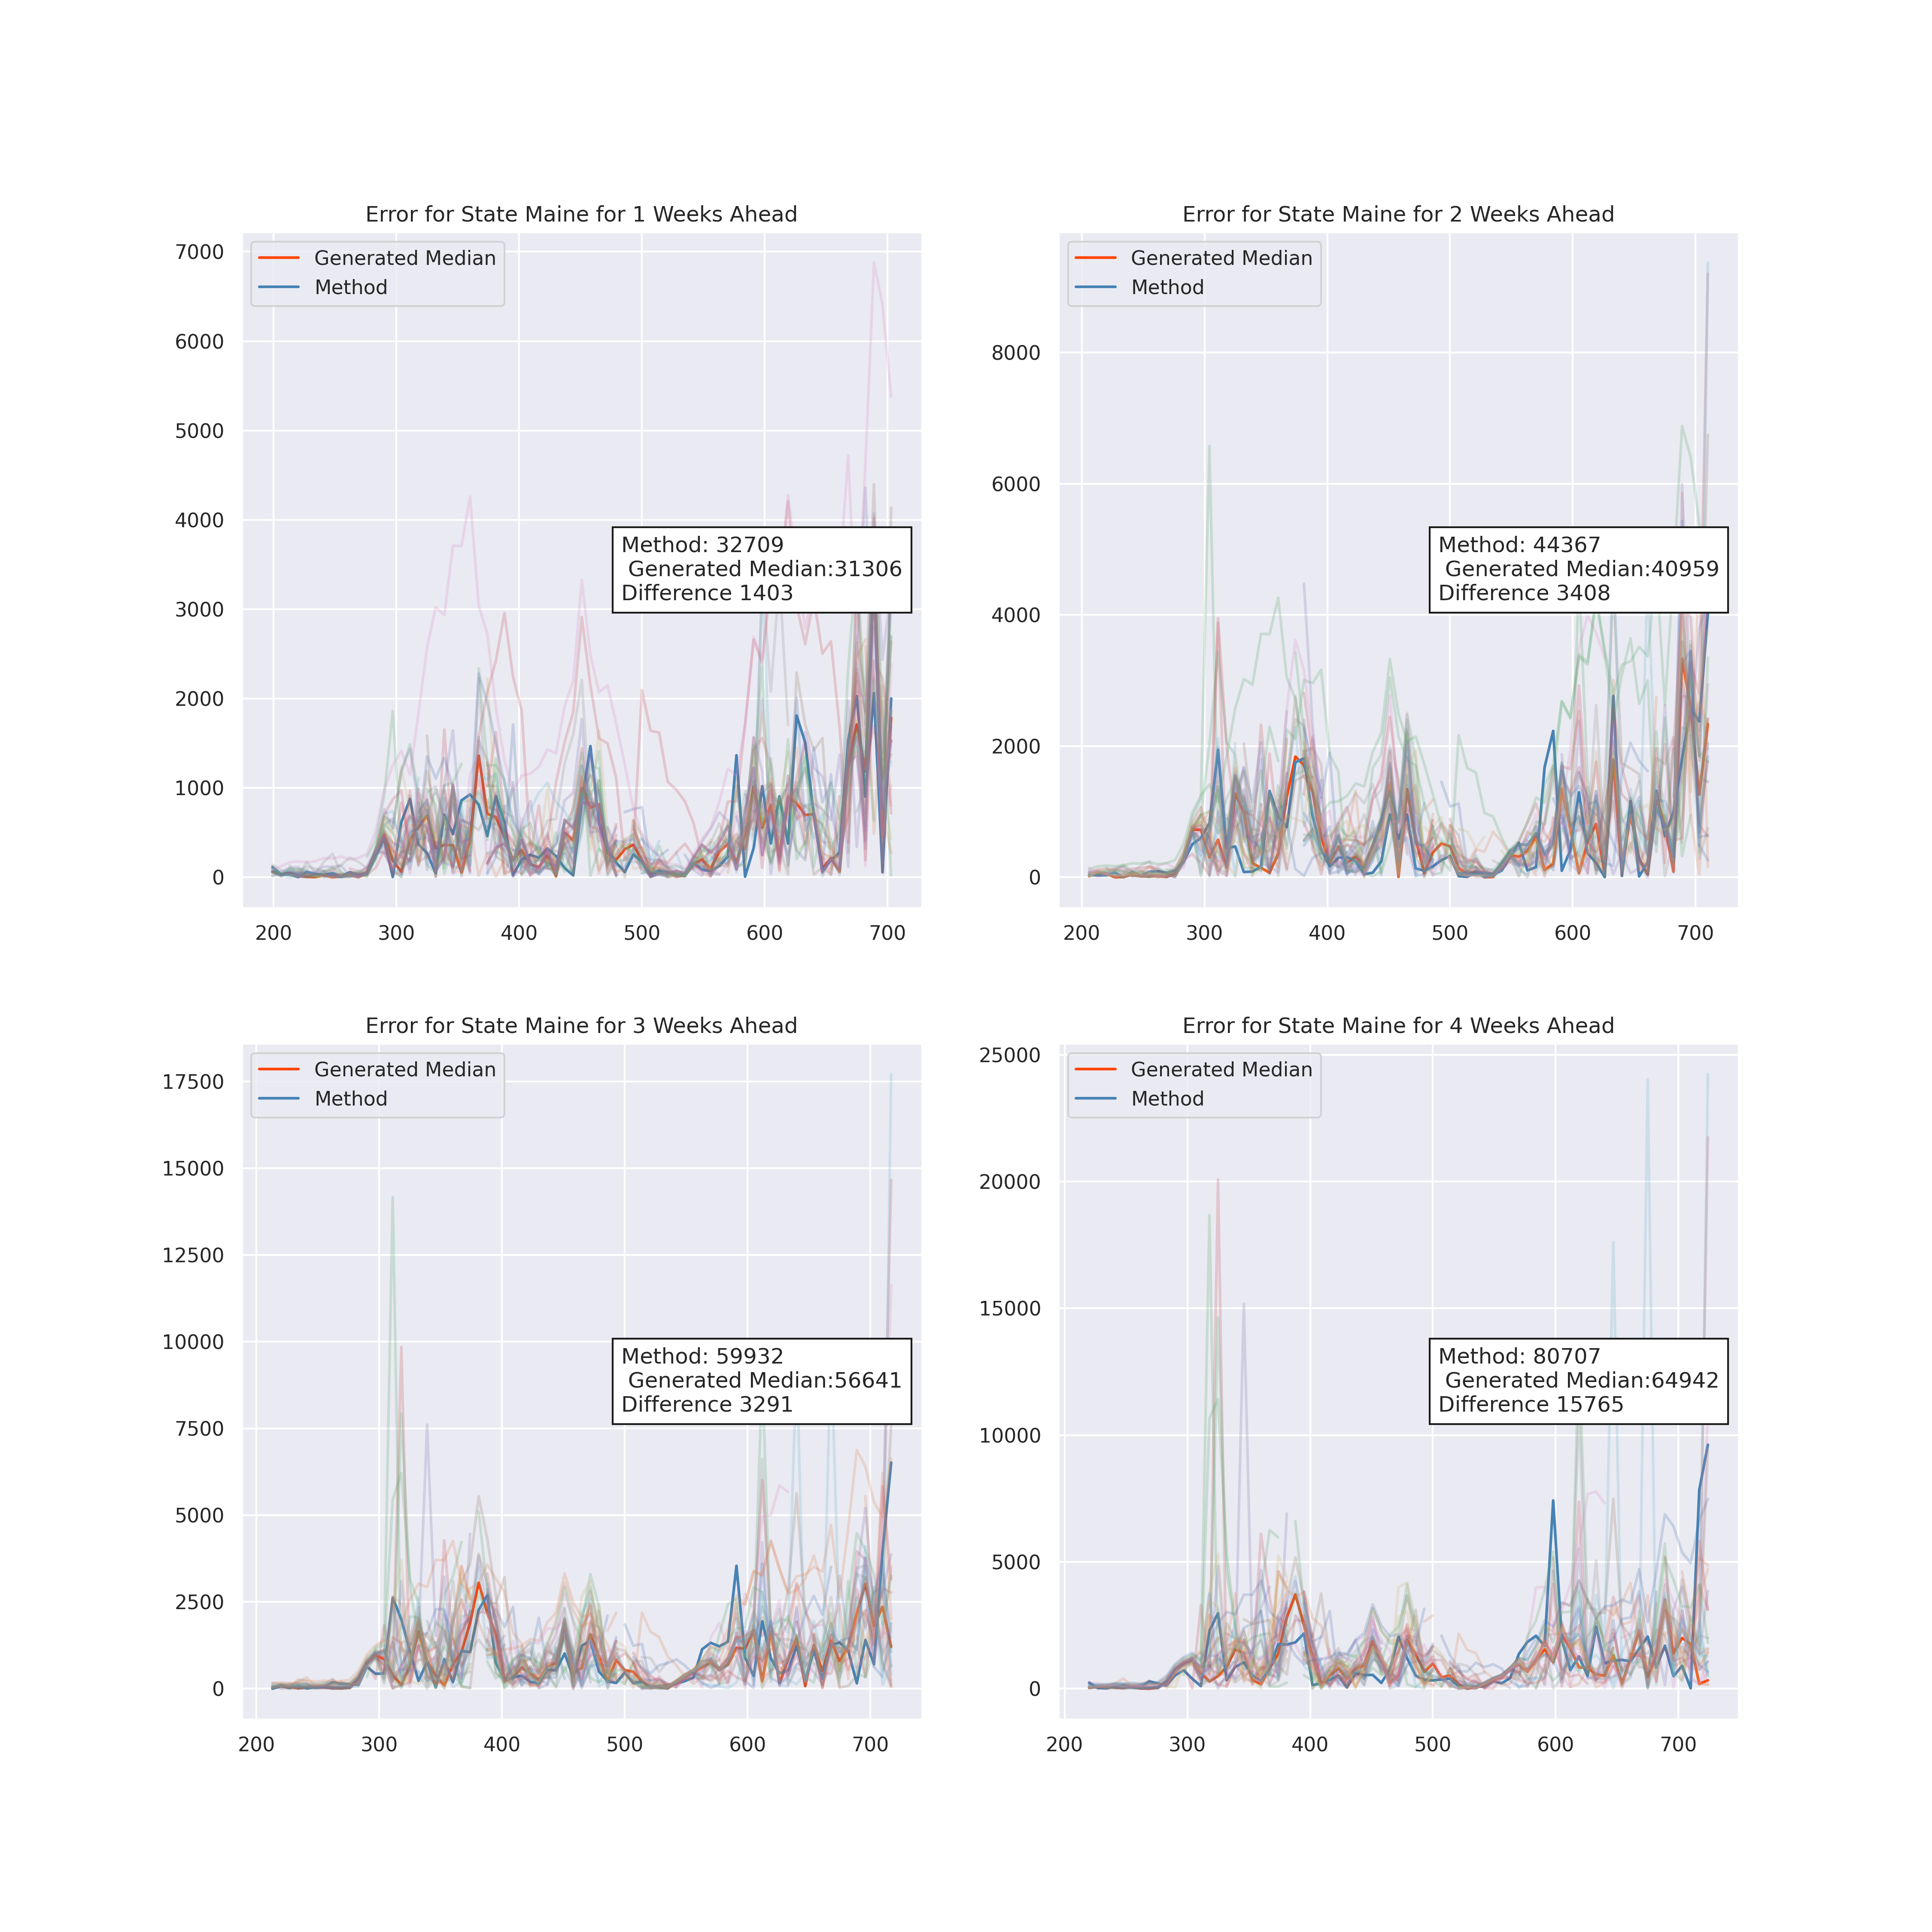 Error for State Maine for 1 Weeks Ahead
7000
6000
5000
4000
3000
2000
1000
0
200 300 400 500 600 700
Generated Median
Method
Method: 32709
Generated Median:31306
Difference 1403
Error for State Maine for 2 Weeks Ahead
8000
6000
4000
2000
0
200 300 400 500 600 700
Generated Median
Method
Method: 44367
Generated Median:40959
Difference 3408
Error for State Maine for 3 Weeks Ahead
17500
15000
12500
10000
7500
5000
2500
0
200 300 400 500 600 700
Generated Median
Method
Method: 59932
Generated Median:56641
Difference 3291
Error for State Maine for 4 Weeks Ahead
25000
20000
15000
10000
5000
0
200 300 400 500 600 700
Generated Median
Method
Method: 80707
Generated Median:64942
Difference 15765